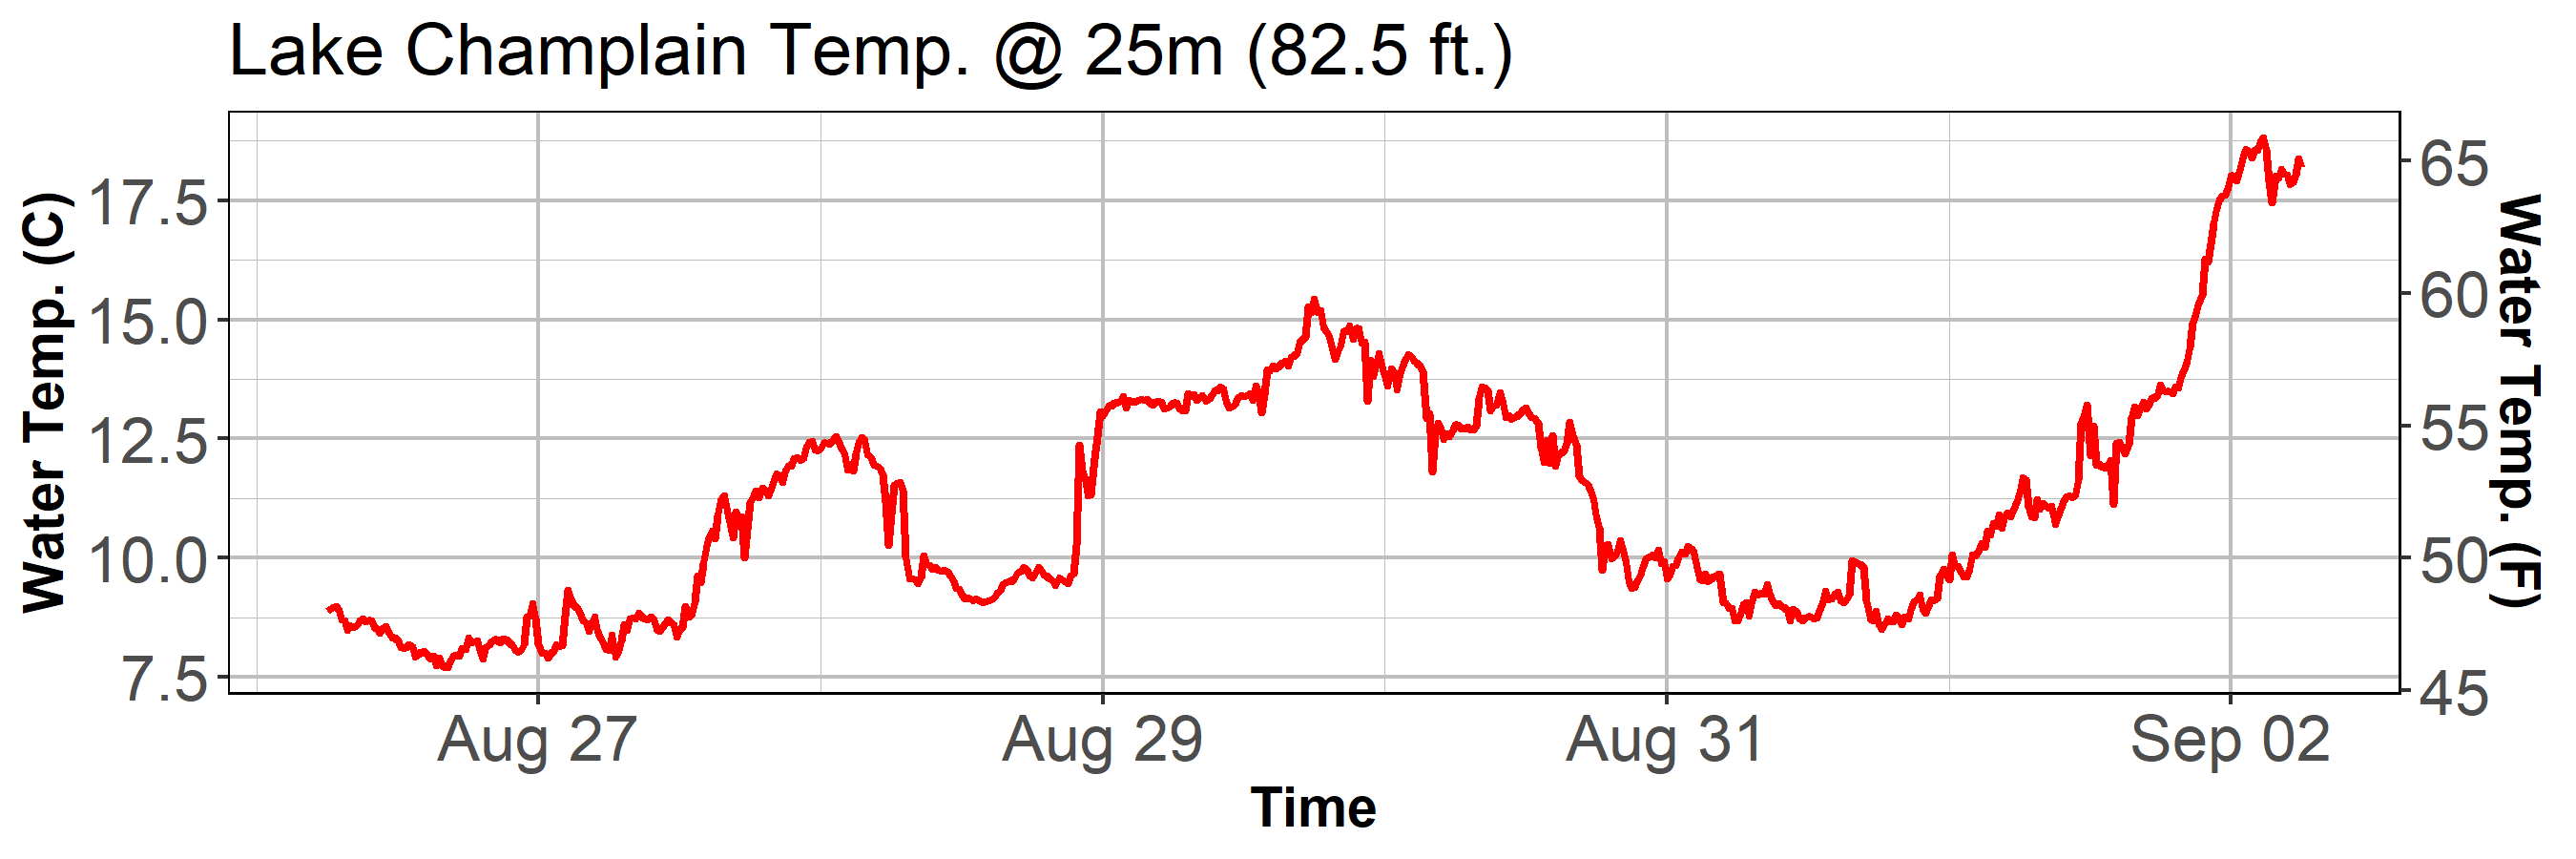 Lake Champlain Temp. @ 25m (82.5 ft.)
Water Temp. (C)
17.5
15.0
12.5
10.0
7.5
65
60
55
50
45
Water Temp. (F)
Aug 27
Aug 29
Aug 31
Sep 02
Time